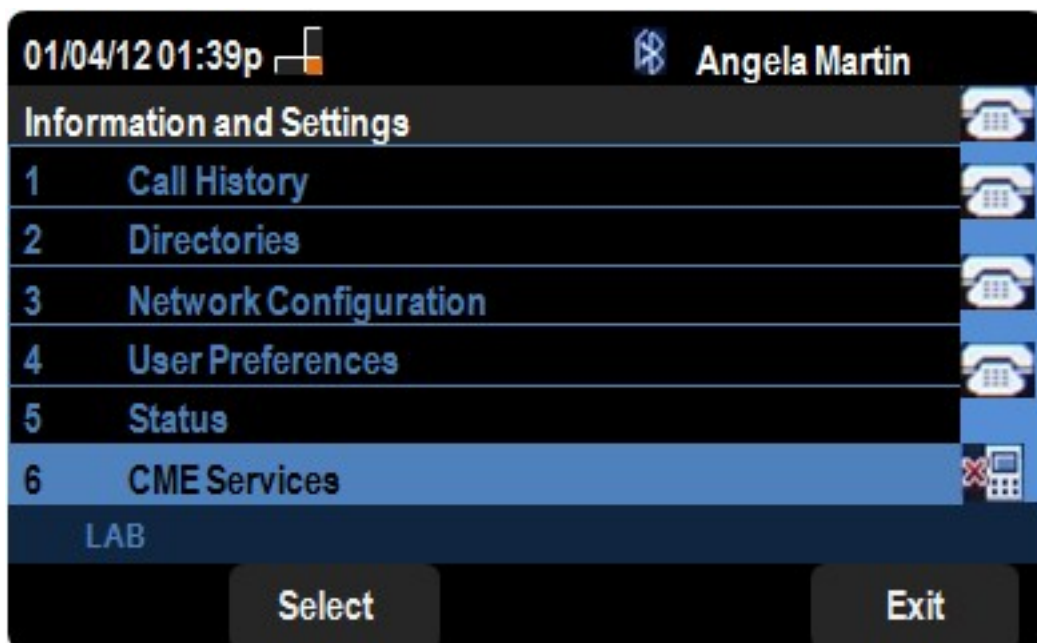 01/04/12 01:39p Angela Martin
Information and Settings
1 Call History
2 Directories
3 Network Configuration
4 User Preferences
5 Status
6 CME Services
LAB
Select Exit